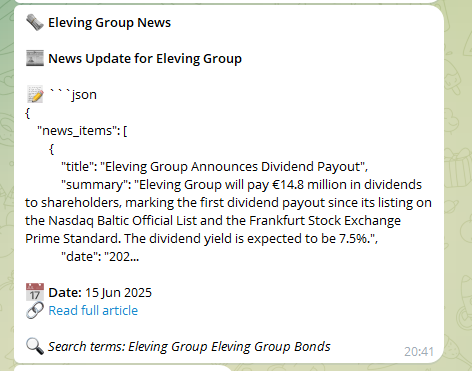 Eleving Group News
News Update for Eleving Group
```json
{
"news_items": [
{
"title": "Eleving Group Announces Dividend Payout",
"summary": "Eleving Group will pay €14.8 million in dividends
to shareholders, marking the first dividend payout since its listing on
the Nasdaq Baltic Official List and the Frankfurt Stock Exchange
Prime Standard. The dividend yield is expected to be 7.5%.",
"date": "202...
Date: 15 Jun 2025
Read full article
Search terms: Eleving Group Eleving Group Bonds
20:41